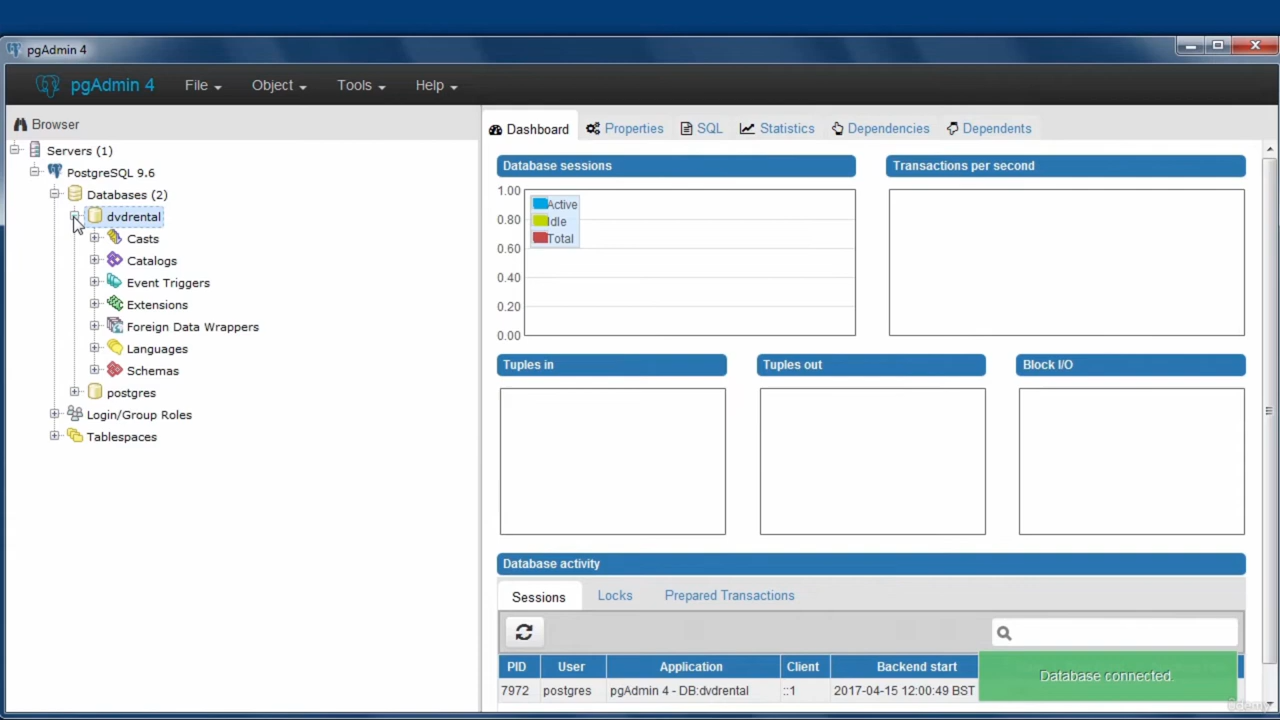 pgAdmin 4
pgAdmin 4 File Object Tools Help
Browser
Servers (1)
PostgreSQL 9.6
Databases (2)
dvdrental
Casts
Catalogs
Event Triggers
Extensions
Foreign Data Wrappers
Languages
Schemas
postgres
Login/Group Roles
Tablespaces
Dashboard Properties SQL Statistics Dependencies Dependents
Database sessions
1.00
0.80
0.60
0.40
0.20
0.00
Active
Idle
Total
Transactions per second
Tuples in
Tuples out
Block I/O
Database activity
Sessions Locks Prepared Transactions
PID User Application Client Backend start
7972 postgres pgAdmin 4 - DB:dvdrental ::1 2017-04-15 12:00:49 BST
Database connected.
Udemy